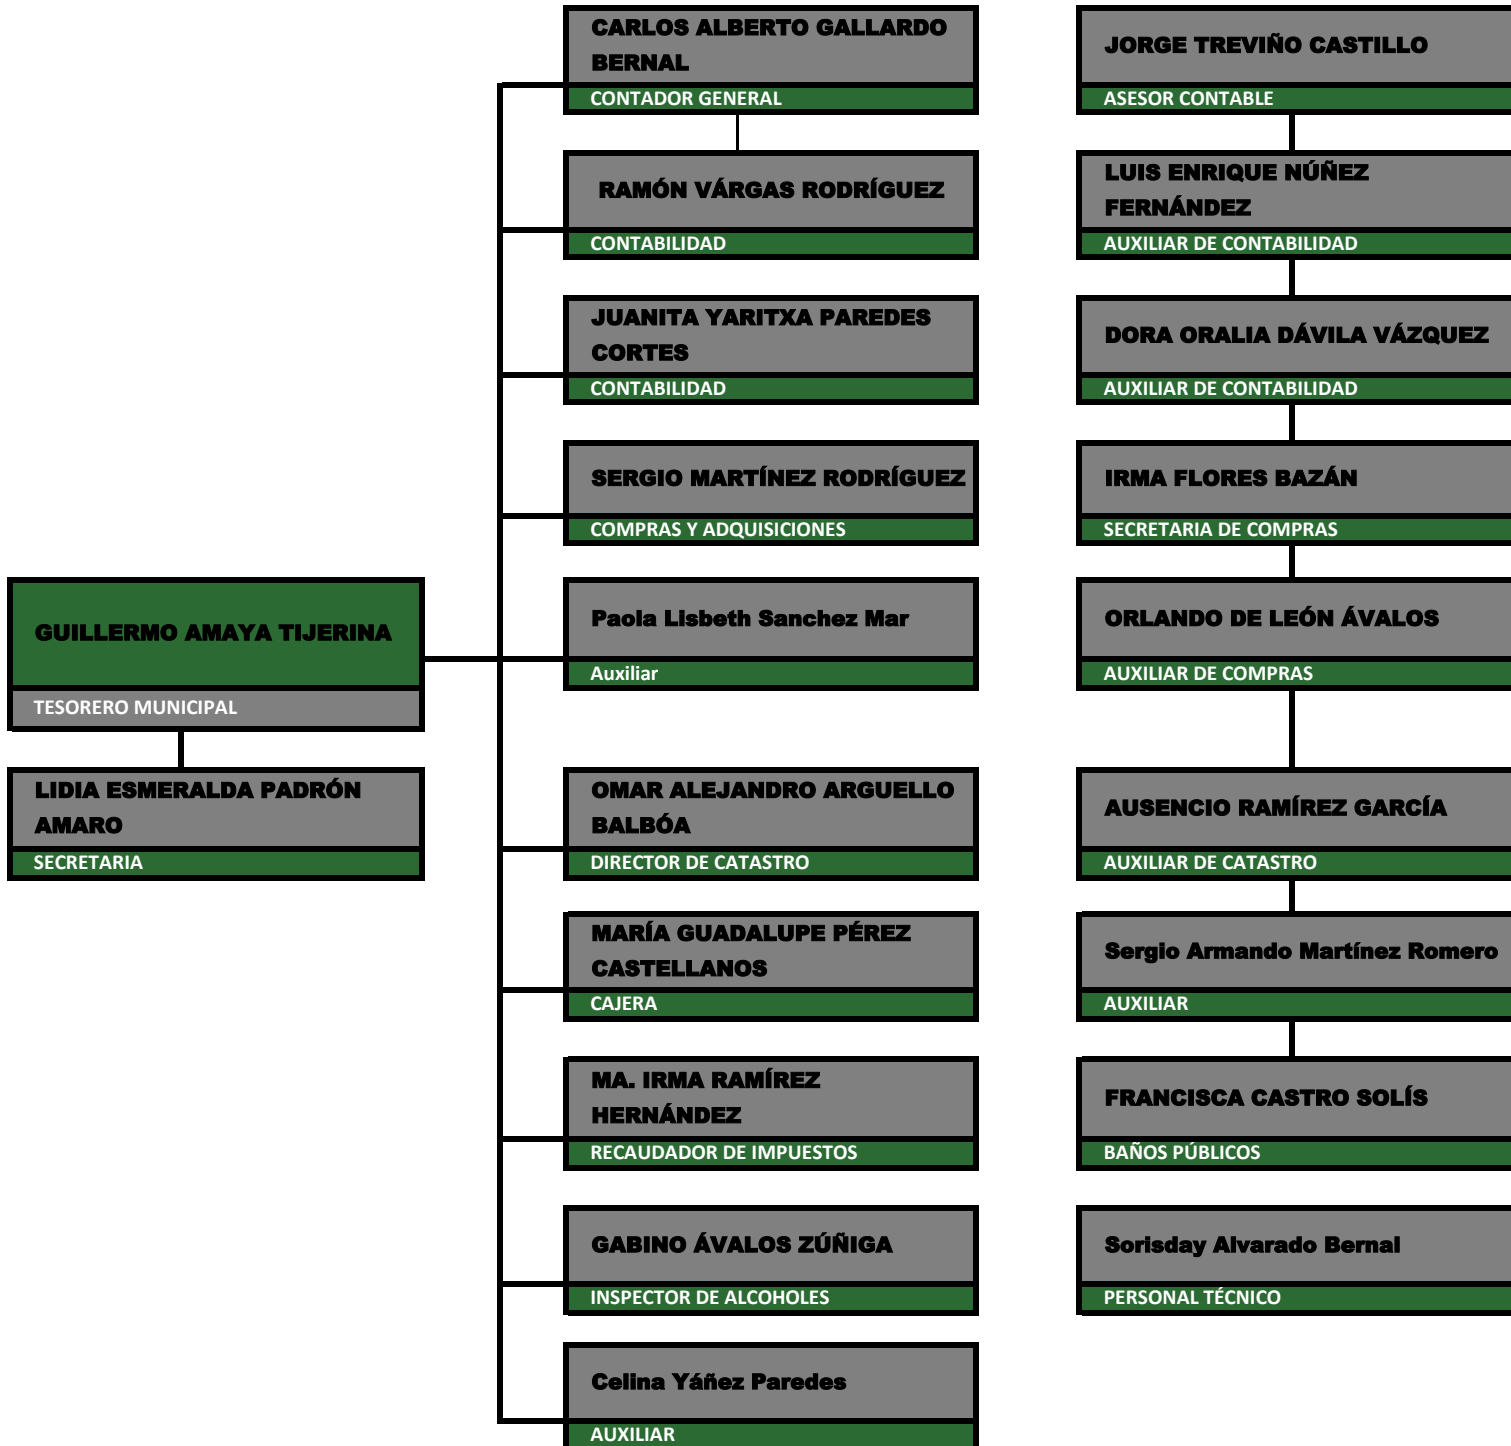 CARLOS ALBERTO GALLARDO
BERNAL
CONTADOR GENERAL
JORGE TREVIÑO CASTILLO
ASESOR CONTABLE
RAMÓN VÁRGAS RODRÍGUEZ
CONTABILIDAD
LUIS ENRIQUE NÚÑEZ
FERNÁNDEZ
AUXILIAR DE CONTABILIDAD
JUANITA YARITXA PAREDES
CORTES
CONTABILIDAD
DORA ORALIA DÁVILA VÁZQUEZ
AUXILIAR DE CONTABILIDAD
SERGIO MARTÍNEZ RODRÍGUEZ
COMPRAS Y ADQUISICIONES
IRMA FLORES BAZÁN
SECRETARIA DE COMPRAS
GUILLERMO AMAYA TIJERINA
TESORERO MUNICIPAL
Paola Lisbeth Sanchez Mar
Auxiliar
ORLANDO DE LEÓN ÁVALOS
AUXILIAR DE COMPRAS
LIDIA ESMERALDA PADRÓN
AMARO
SECRETARIA
OMAR ALEJANDRO ARGUELLO
BALBÓA
DIRECTOR DE CATASTRO
AUSENCIO RAMÍREZ GARCÍA
AUXILIAR DE CATASTRO
MARÍA GUADALUPE PÉREZ
CASTELLANOS
CAJERA
Sergio Armando Martínez Romero
AUXILIAR
MA. IRMA RAMÍREZ
HERNÁNDEZ
RECAUDADOR DE IMPUESTOS
FRANCISCA CASTRO SOLÍS
BAÑOS PÚBLICOS
GABINO ÁVALOS ZÚÑIGA
INSPECTOR DE ALCOHOLES
Sorisday Alvarado Bernal
PERSONAL TÉCNICO
Celina Yáñez Paredes
AUXILIAR